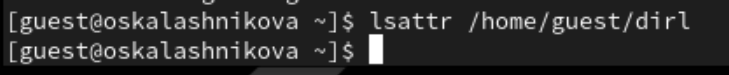 [guest@oskalashnikova ~]$ lsattr /home/guest/dirl
[guest@oskalashnikova ~]$